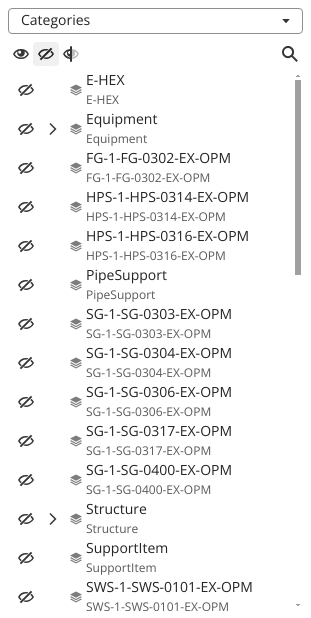 Categories
E-HEX
E-HEX
Equipment
Equipment
FG-1-FG-0302-EX-OPM
FG-1-FG-0302-EX-OPM
HPS-1-HPS-0314-EX-OPM
HPS-1-HPS-0314-EX-OPM
HPS-1-HPS-0316-EX-OPM
HPS-1-HPS-0316-EX-OPM
PipeSupport
PipeSupport
SG-1-SG-0303-EX-OPM
SG-1-SG-0303-EX-OPM
SG-1-SG-0304-EX-OPM
SG-1-SG-0304-EX-OPM
SG-1-SG-0306-EX-OPM
SG-1-SG-0306-EX-OPM
SG-1-SG-0317-EX-OPM
SG-1-SG-0317-EX-OPM
SG-1-SG-0400-EX-OPM
SG-1-SG-0400-EX-OPM
Structure
Structure
SupportItem
SupportItem
SWS-1-SWS-0101-EX-OPM
SWS-1-SWS-0101-EX-OPM